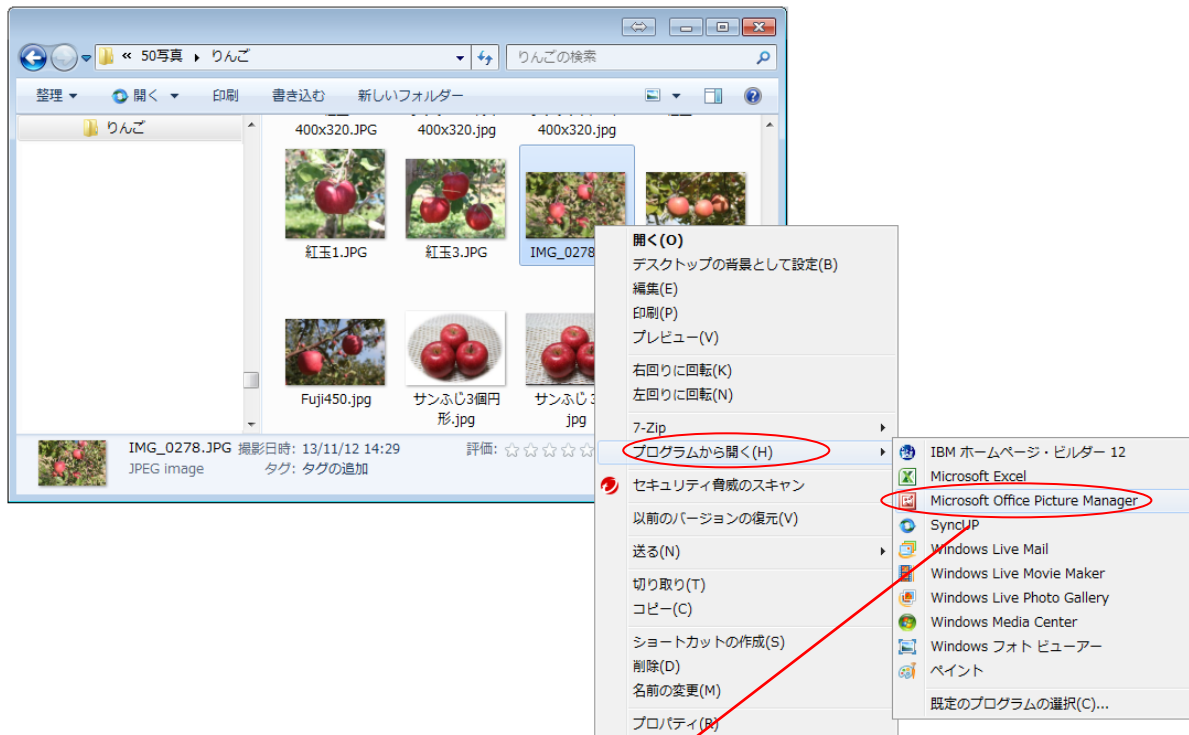 « 50写真 ▸ りんご
りんごの検索
整理 ▼ 開く ▼ 印刷 書き込む 新しいフォルダー
りんご
400x320.JPG 400x320.jpg 400x320.jpg
紅玉1.JPG 紅玉3.JPG IMG_0278
Fuji450.jpg サンふじ3個円形.jpg サンふじ3 jpg
IMG_0278.JPG 撮影日時: 13/11/12 14:29 評価: ☆☆☆☆☆
JPEG image タグ: タグの追加
開く(O)
デスクトップの背景として設定(B)
編集(E)
印刷(P)
プレビュー(V)
右回りに回転(K)
左回りに回転(N)
7-Zip
プログラムから開く(H)
セキュリティ脅威のスキャン
以前のバージョンの復元(V)
送る(N)
切り取り(T)
コピー(C)
ショートカットの作成(S)
削除(D)
名前の変更(M)
プロパティ(R)
IBM ホームページ・ビルダー 12
Microsoft Excel
Microsoft Office Picture Manager
SyncUP
Windows Live Mail
Windows Live Movie Maker
Windows Live Photo Gallery
Windows Media Center
Windows フォト ビューアー
ペイント
既定のプログラムの選択(C)...